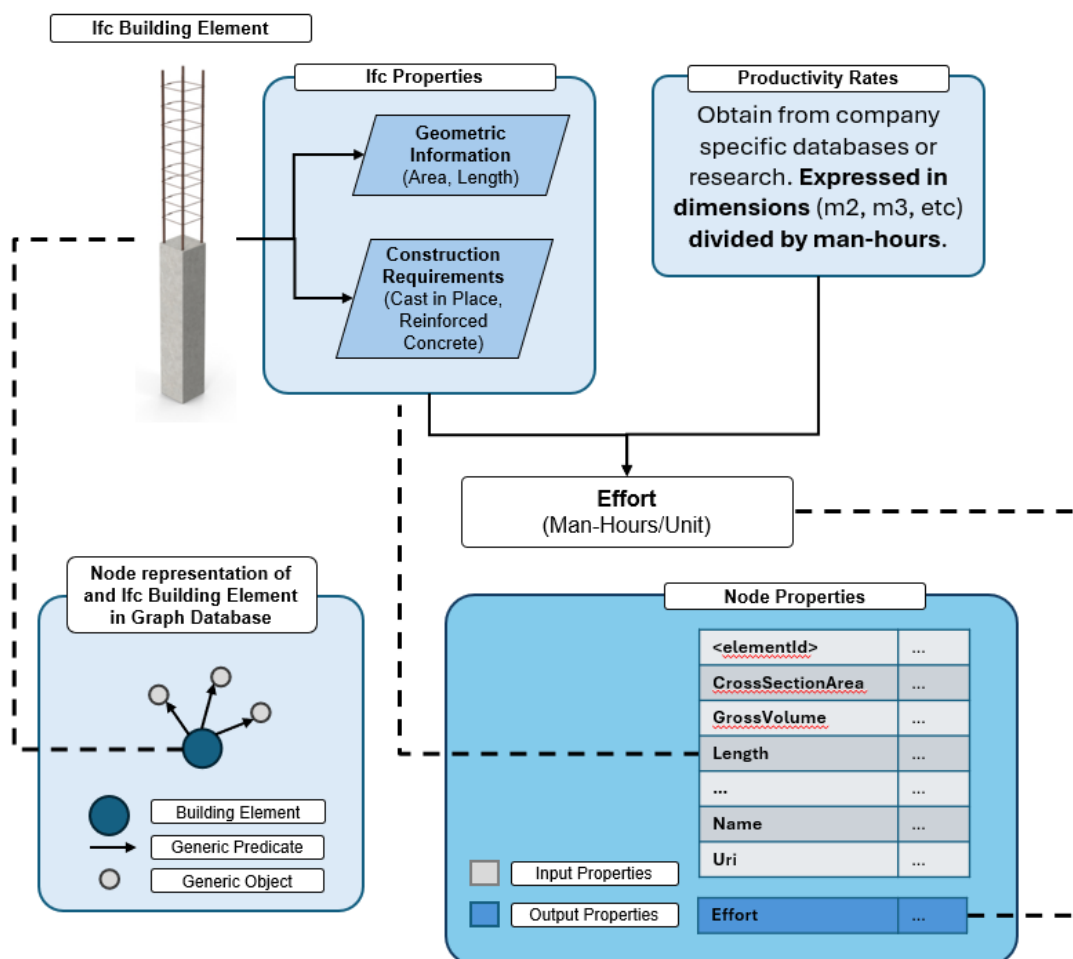 Ifc Building Element
Ifc Properties
Geometric
Information
(Area, Length)
Construction
Requirements
(Cast in Place,
Reinforced
Concrete)
Productivity Rates
Obtain from company
specific databases or
research. Expressed in
dimensions (m2, m3, etc)
divided by man-hours.
Effort
(Man-Hours/Unit)
Node representation of
and Ifc Building Element
in Graph Database
Building Element
Generic Predicate
Generic Object
Node Properties
<elementId> ...
CrossSectionArea ...
GrossVolume ...
Length ...
... ...
Name ...
Uri ...
Input Properties
Output Properties
Effort ...